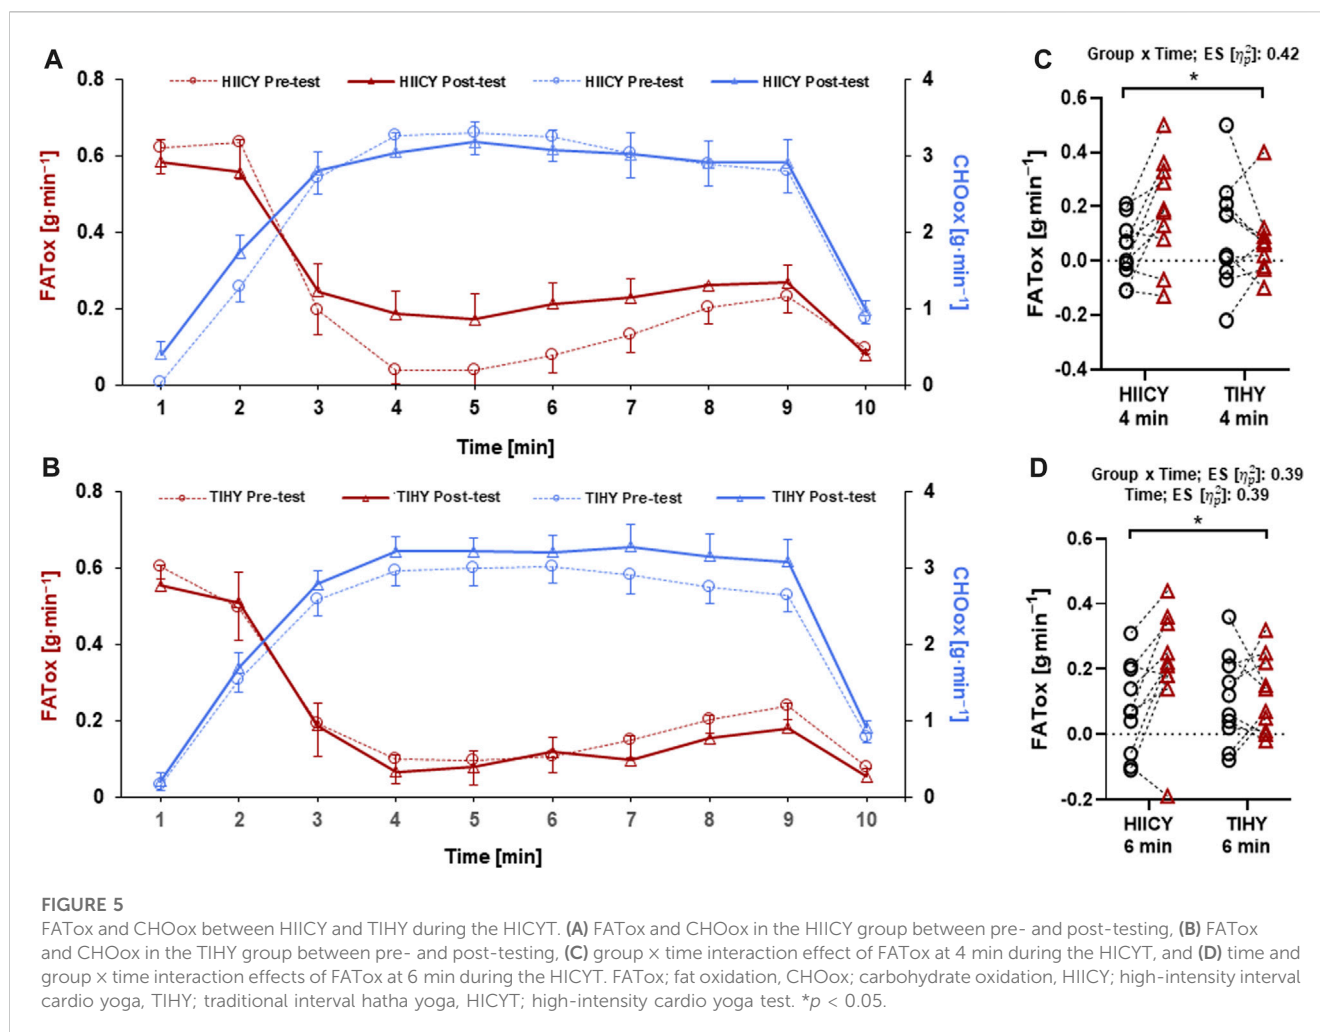 A
HIICY Pre-test HIICY Post-test HIICY Pre-test HIICY Post-test
0.8
0.6
0.4
0.2
0
FATox [g·min⁻¹]
4
3
2
1
0
CHOox [g·min⁻¹]
1 2 3 4 5 6 7 8 9 10
Time [min]
B
TIHY Pre-test TIHY Post-test TIHY Pre-test TIHY Post-test
0.8
0.6
0.4
0.2
0
FATox [g·min⁻¹]
4
3
2
1
0
CHOox [g·min⁻¹]
1 2 3 4 5 6 7 8 9 10
Time [min]
C
Group x Time; ES [η²p]: 0.42
*
0.6
0.4
0.2
0.0
-0.2
-0.4
FATox [g·min⁻¹]
HIICY TIHY
4 min 4 min
D
Group x Time; ES [η²p]: 0.39
Time; ES [η²p]: 0.39
*
0.4
0.2
0.0
-0.2
FATox [g·min⁻¹]
HIICY TIHY
6 min 6 min
FIGURE 5
FATox and CHOox between HIICY and TIHY during the HICYT. (A) FATox and CHOox in the HIICY group between pre- and post-testing, (B) FATox
and CHOox in the TIHY group between pre- and post-testing, (C) group × time interaction effect of FATox at 4 min during the HICYT, and (D) time and
group × time interaction effects of FATox at 6 min during the HICYT. FATox; fat oxidation, CHOox; carbohydrate oxidation, HIICY; high-intensity interval
cardio yoga, TIHY; traditional interval hatha yoga, HICYT; high-intensity cardio yoga test. *p < 0.05.